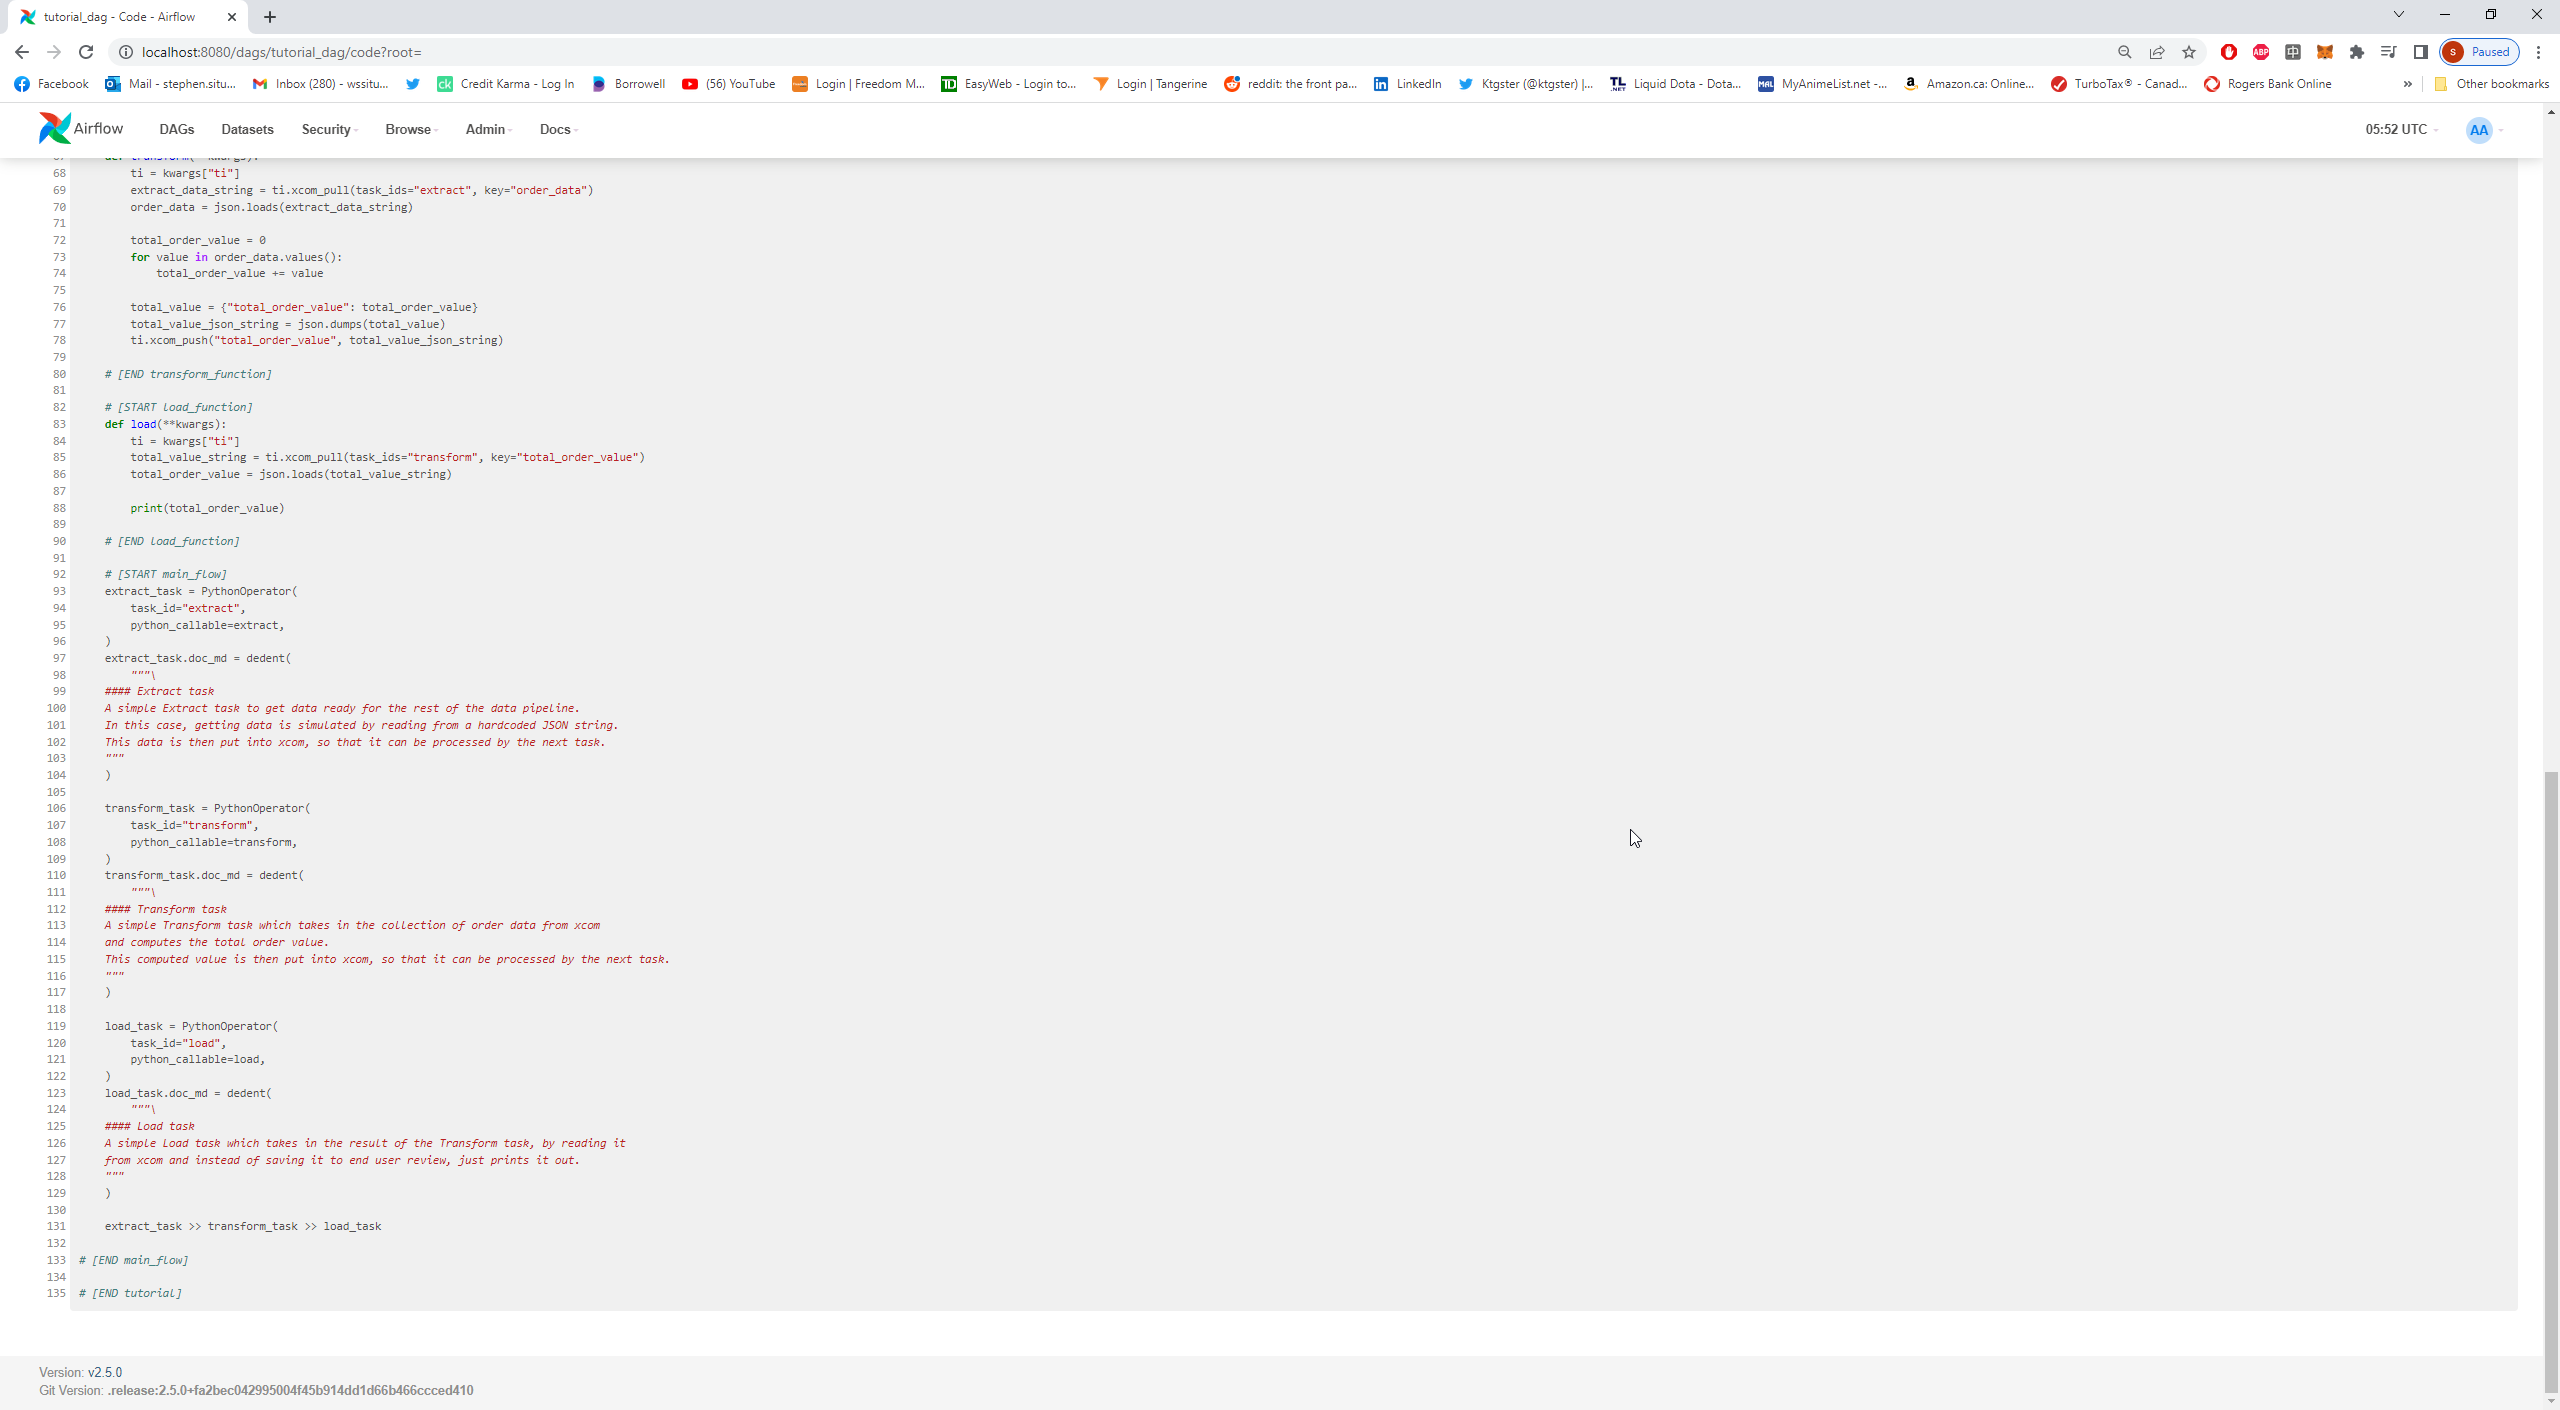 tutorial_dag - Code - Airflow
localhost:8080/dags/tutorial_dag/code?root=
S Paused
Facebook Mail - stephen.situ... Inbox (280) - wssitu... Credit Karma - Log In Borrowell (56) YouTube Login | Freedom M... EasyWeb - Login to... Login | Tangerine reddit: the front pa... LinkedIn Ktgster (@ktgster) |... Liquid Dota - Dota... MyAnimeList.net -... Amazon.ca: Online... TurboTax® - Canad... Rogers Bank Online » Other bookmarks
Airflow DAGs Datasets Security Browse Admin Docs 05:52 UTC AA
68 ti = kwargs["ti"]
69 extract_data_string = ti.xcom_pull(task_ids="extract", key="order_data")
70 order_data = json.loads(extract_data_string)
71
72 total_order_value = 0
73 for value in order_data.values():
74 total_order_value += value
75
76 total_value = {"total_order_value": total_order_value}
77 total_value_json_string = json.dumps(total_value)
78 ti.xcom_push("total_order_value", total_value_json_string)
79
80 # [END transform_function]
81
82 # [START load_function]
83 def load(**kwargs):
84 ti = kwargs["ti"]
85 total_value_string = ti.xcom_pull(task_ids="transform", key="total_order_value")
86 total_order_value = json.loads(total_value_string)
87
88 print(total_order_value)
89
90 # [END load_function]
91
92 # [START main_flow]
93 extract_task = PythonOperator(
94 task_id="extract",
95 python_callable=extract,
96 )
97 extract_task.doc_md = dedent(
98 """\
99 #### Extract task
100 A simple Extract task to get data ready for the rest of the data pipeline.
101 In this case, getting data is simulated by reading from a hardcoded JSON string.
102 This data is then put into xcom, so that it can be processed by the next task.
103 """
104 )
105
106 transform_task = PythonOperator(
107 task_id="transform",
108 python_callable=transform,
109 )
110 transform_task.doc_md = dedent(
111 """\
112 #### Transform task
113 A simple Transform task which takes in the collection of order data from xcom
114 and computes the total order value.
115 This computed value is then put into xcom, so that it can be processed by the next task.
116 """
117 )
118
119 load_task = PythonOperator(
120 task_id="load",
121 python_callable=load,
122 )
123 load_task.doc_md = dedent(
124 """\
125 #### Load task
126 A simple Load task which takes in the result of the Transform task, by reading it
127 from xcom and instead of saving it to end user review, just prints it out.
128 """
129 )
130
131 extract_task >> transform_task >> load_task
132
133 # [END main_flow]
134
135 # [END tutorial]
Version: v2.5.0
Git Version: .release:2.5.0+fa2bec042995004f45b914dd1d66b466ccced410